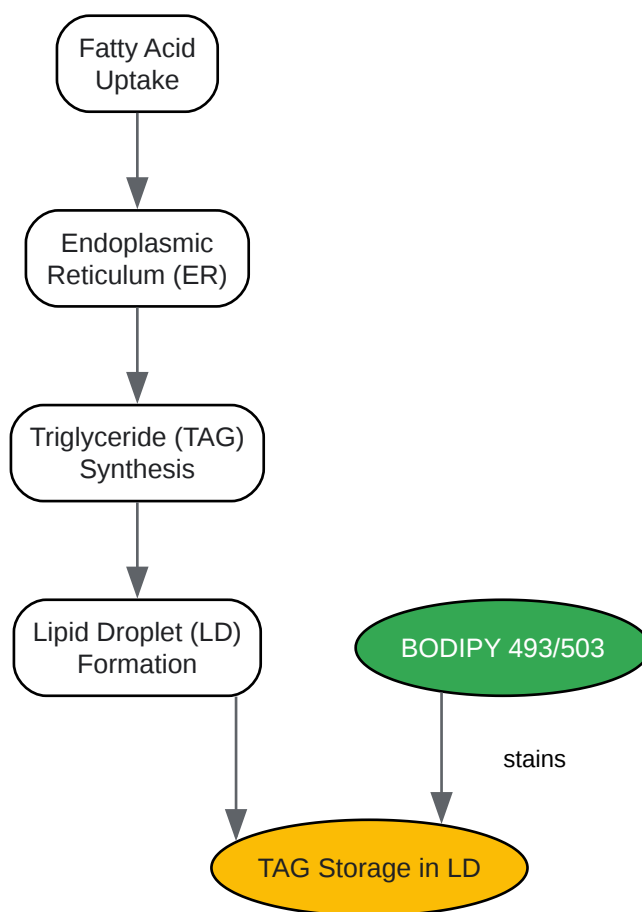 Fatty Acid
Uptake
Endoplasmic
Reticulum (ER)
Triglyceride (TAG)
Synthesis
Lipid Droplet (LD)
Formation
BODIPY 493/503
stains
TAG Storage in LD